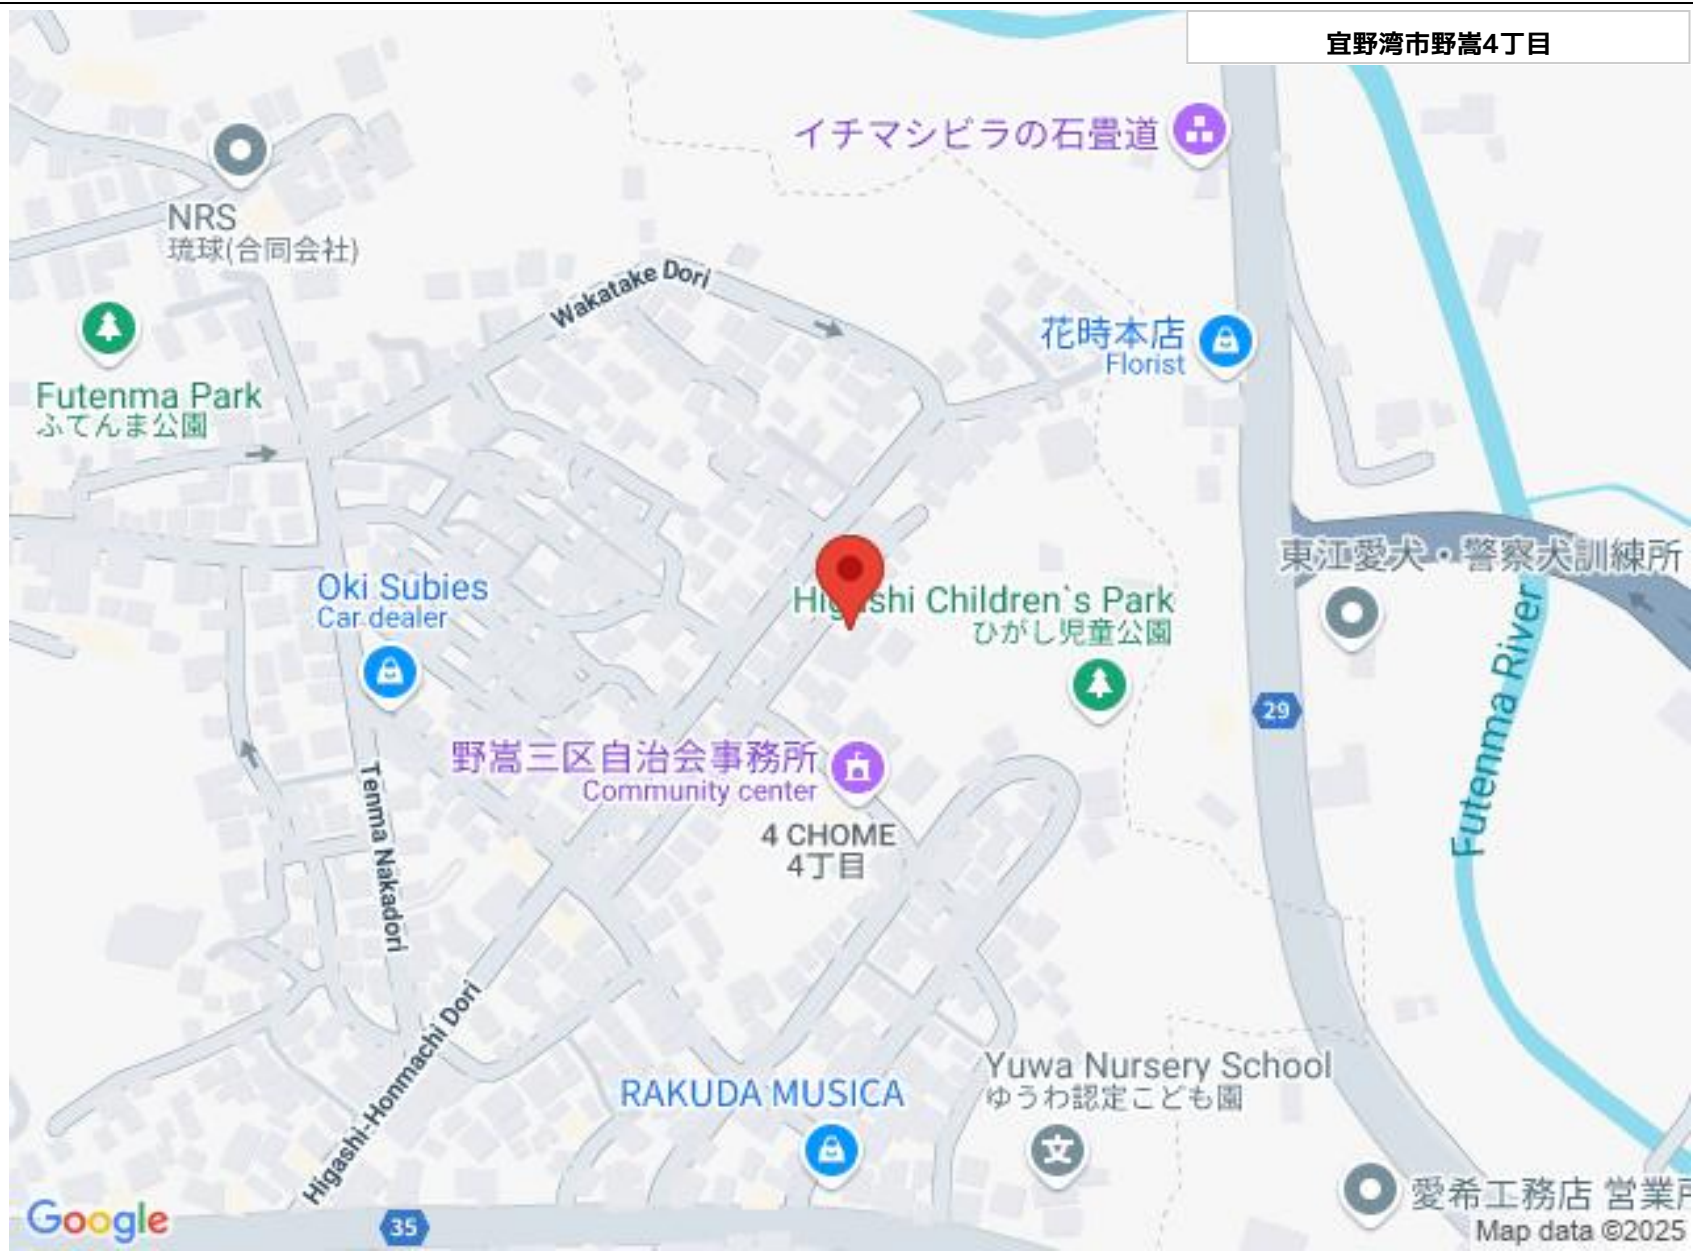 宜野湾市野嵩4丁目
イチマシビラの石畳道
NRS
琉球(合同会社)
Wakatake Dori
花時本店
Florist
Futenma Park
ふてんま公園
東江愛犬・警察犬訓練所
Oki Subies
Car dealer
Higashi Children`s Park
ひがし児童公園
29
Futenma River
野嵩三区自治会事務所
Community center
Tenma Nakadori
4 CHOME
4丁目
Higashi-Honmachi Dori
Yuwa Nursery School
ゆうわ認定こども園
RAKUDA MUSICA
文
愛希工務店 営業所
Google
35
Map data ©2025